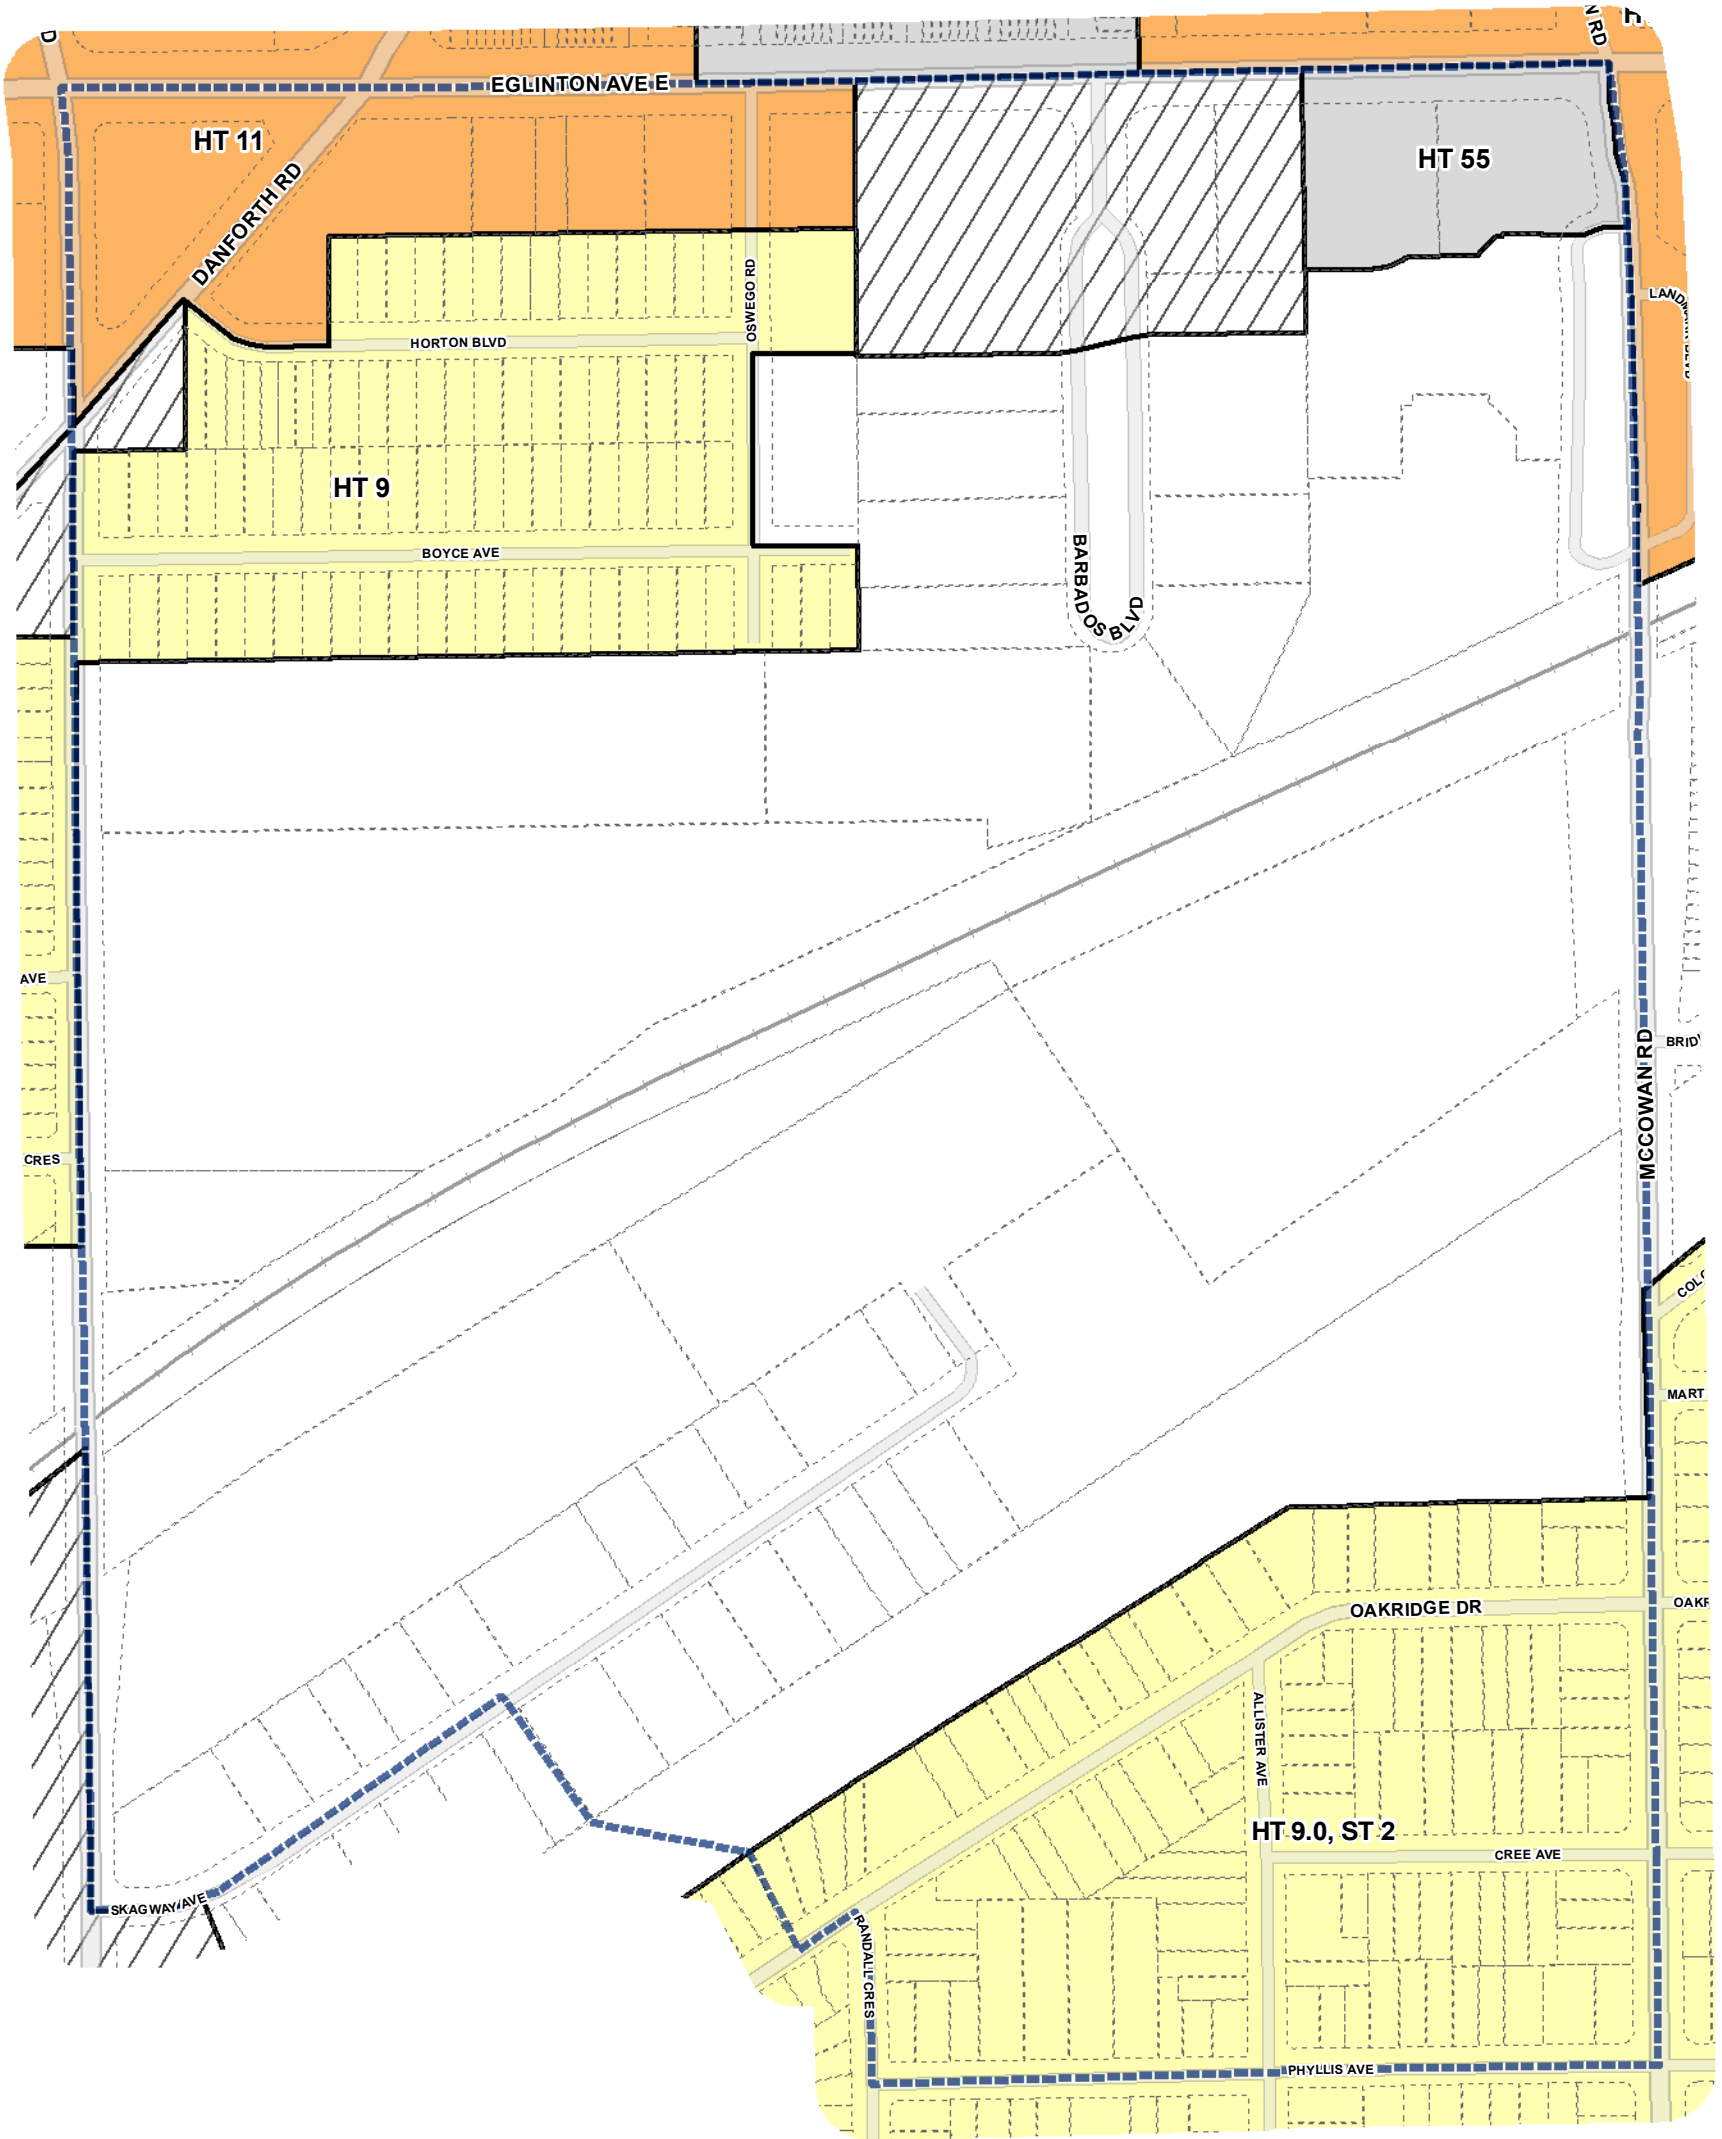 D
N RD
H
EGLINTON AVE E
HT 11
HT 55
DANFORTH RD
OSWEGO RD
HORTON BLVD
HT 9
BOYCE AVE
BARBADOS BLVD
AVE
MCCOWAN RD
CRES
MART
OAKRIDGE DR
ALLISTER AVE
HT 9.0, ST 2
CREE AVE
SKAGWAY AVE
RANDALL CRES
PHYLLIS AVE